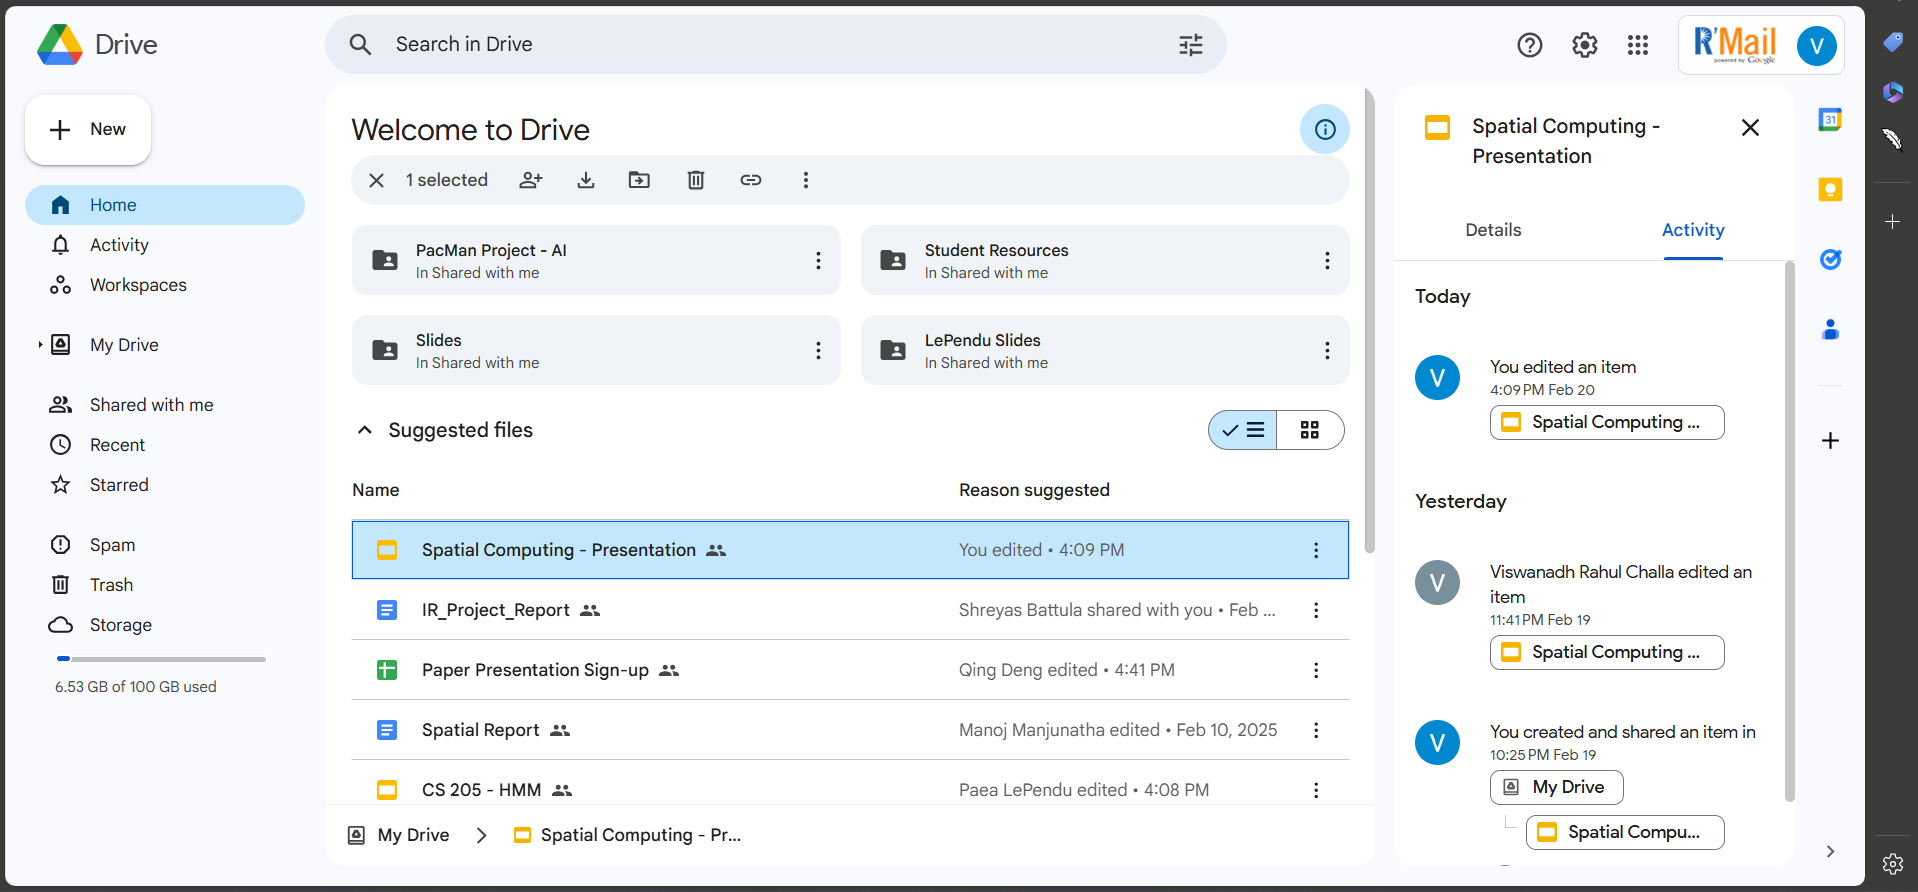 Drive
Search in Drive
R'Mail
powered by Google
V
New
Home
Activity
Workspaces
My Drive
Shared with me
Recent
Starred
Spam
Trash
Storage
6.53 GB of 100 GB used
Welcome to Drive
1 selected
PacMan Project - AI
In Shared with me
Student Resources
In Shared with me
Slides
In Shared with me
LePendu Slides
In Shared with me
Suggested files
Name
Reason suggested
Spatial Computing - Presentation
You edited • 4:09 PM
IR_Project_Report
Shreyas Battula shared with you • Feb ...
Paper Presentation Sign-up
Qing Deng edited • 4:41 PM
Spatial Report
Manoj Manjunatha edited • Feb 10, 2025
CS 205 - HMM
Paea LePendu edited • 4:08 PM
My Drive
Spatial Computing - Pr...
Spatial Computing -
Presentation
Details
Activity
Today
V
You edited an item
4:09 PM Feb 20
Spatial Computing ...
Yesterday
V
Viswanadh Rahul Challa edited an
item
11:41 PM Feb 19
Spatial Computing ...
V
You created and shared an item in
10:25 PM Feb 19
My Drive
Spatial Compu...
31